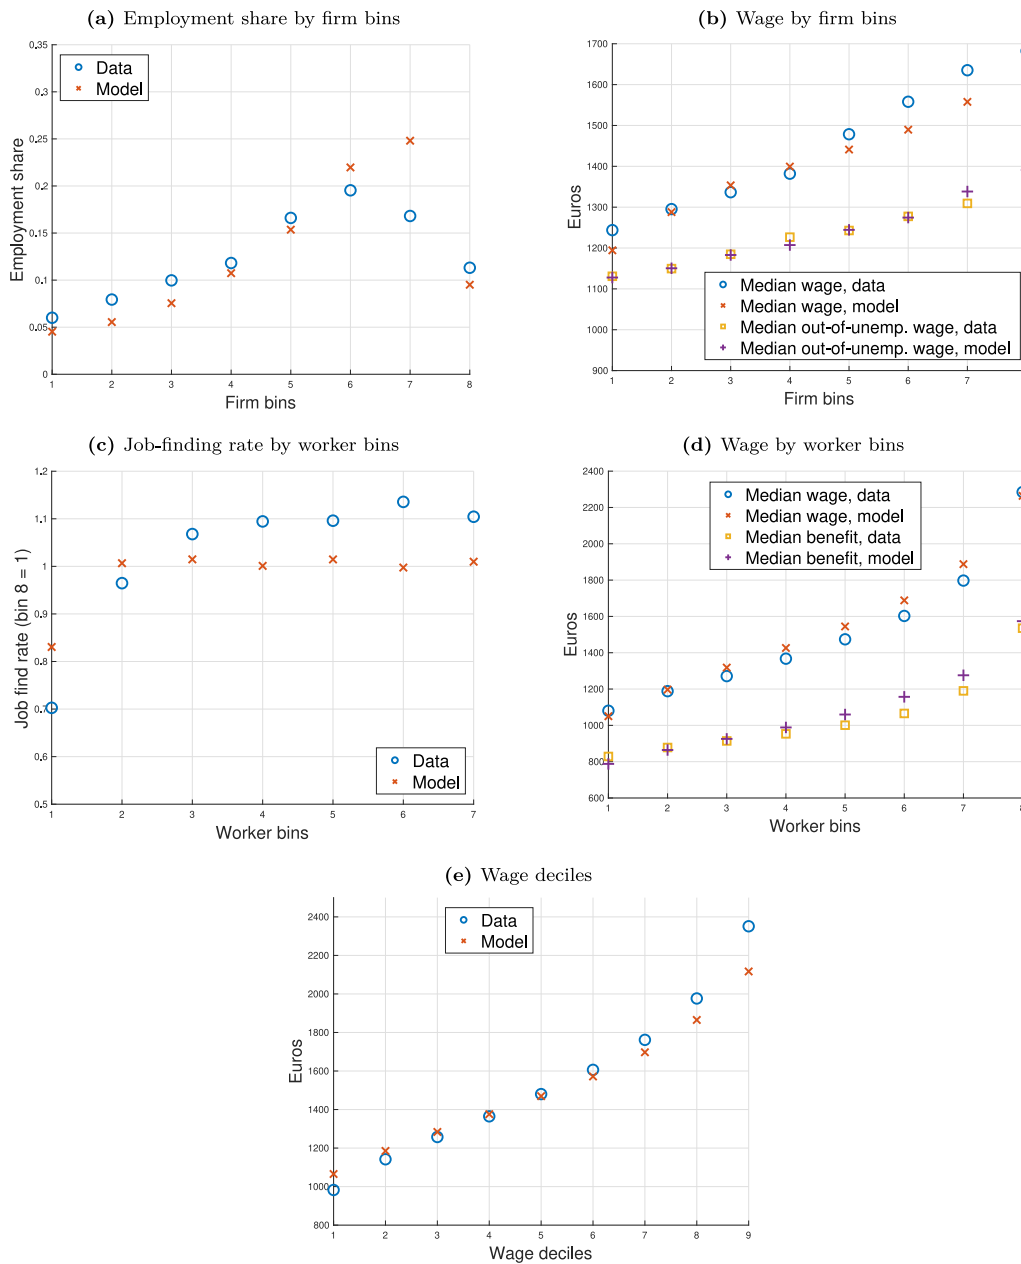 (a) Employment share by firm bins
0.35
0.3
0.25
0.2
0.15
0.1
0.05
0
Employment share
Data
Model
1 2 3 4 5 6 7 8
Firm bins
(b) Wage by firm bins
1700
1600
1500
1400
1300
1200
1100
1000
900
Euros
Median wage, data
Median wage, model
Median out-of-unemp. wage, data
Median out-of-unemp. wage, model
1 2 3 4 5 6 7 8
Firm bins
(c) Job-finding rate by worker bins
1.2
1.1
1
0.9
0.8
0.7
0.6
0.5
Job find rate (bin 8 = 1)
Data
Model
1 2 3 4 5 6 7
Worker bins
(d) Wage by worker bins
2400
2200
2000
1800
1600
1400
1200
1000
800
600
Euros
Median wage, data
Median wage, model
Median benefit, data
Median benefit, model
1 2 3 4 5 6 7 8
Worker bins
(e) Wage deciles
2400
2200
2000
1800
1600
1400
1200
1000
800
Euros
Data
Model
1 2 3 4 5 6 7 8 9
Wage deciles